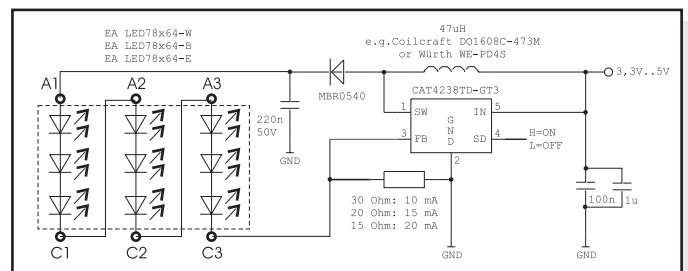 47uH
e.g.Coilcraft DO1608C-473M
or Würth WE-PD4S
EA LED78x64-W
EA LED78x64-B
EA LED78x64-E
A1
A2
A3
MBR0540
CAT4238TD-GT3
3,3V..5V
1
SW
IN
5
220n
50V
GND
3
FB
GND
SD
4
H=ON
L=OFF
2
30 Ohm: 10 mA
20 Ohm: 15 mA
15 Ohm: 20 mA
100n
1u
C1
C2
C3
GND
GND